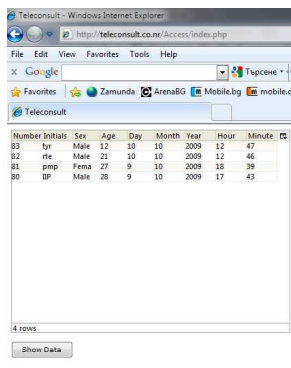 Teleconsult - Windows Internet Explorer
http://teleconsult.co.nr/Access/index.php
File Edit View Favorites Tools Help
x Google Търсене
Favorites Zamunda ArenaBG Mobile.bg mobile.d
Teleconsult
Number Initials Sex Age Day Month Year Hour Minute
83 tyr Male 12 10 10 2009 12 47
82 rte Male 21 10 10 2009 12 46
81 pmp Fema 27 9 10 2009 18 39
80 IIP Male 28 9 10 2009 17 43
4 rows
Show Data